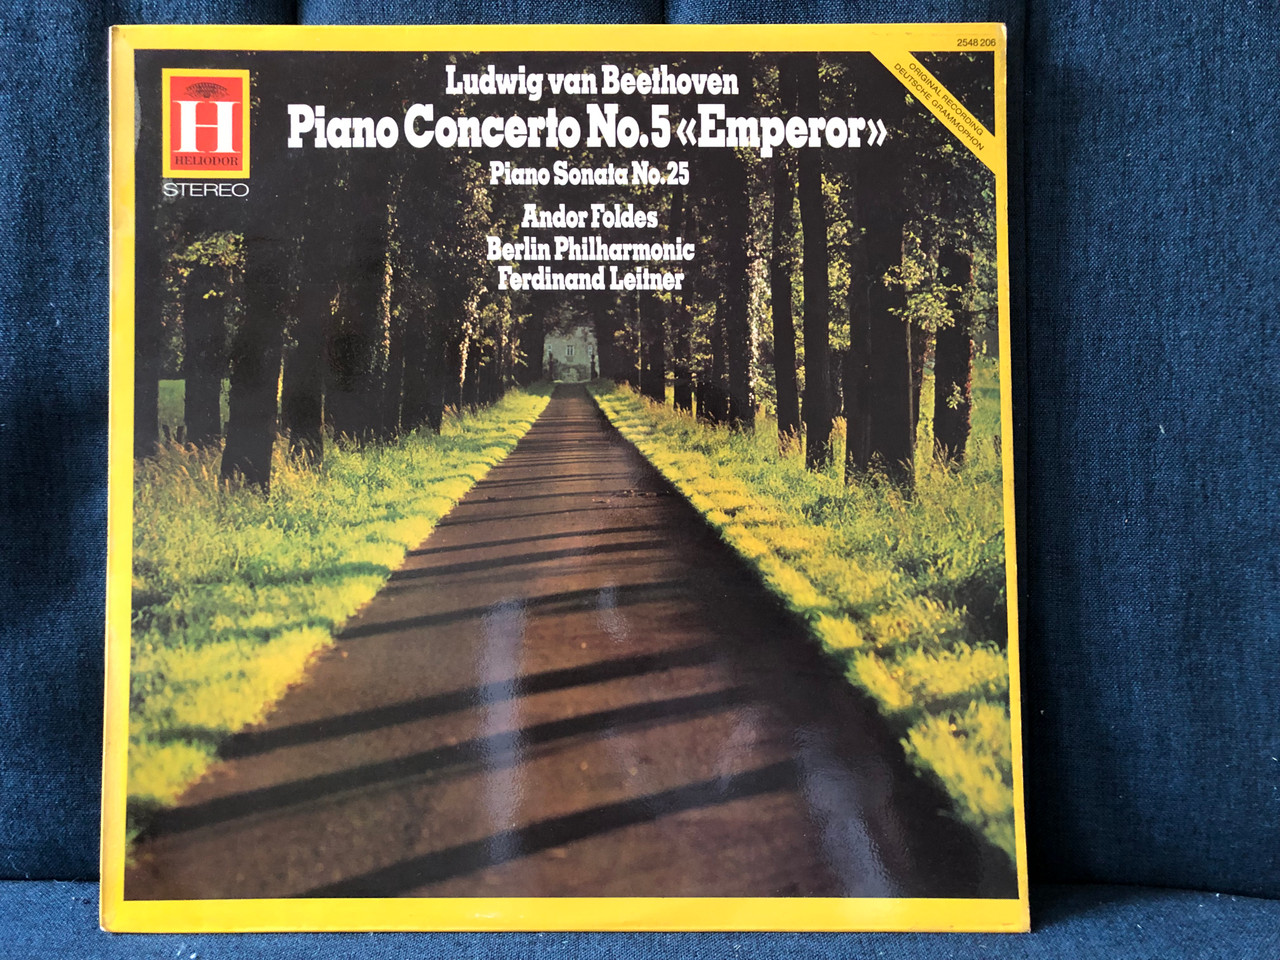 2548 206
ORIGINAL RECORDING
DEUTSCHE GRAMMOPHON
H
HELIODOR
STEREO
Ludwig van Beethoven
Piano Concerto No.5 «Emperor»
Piano Sonata No.25
Andor Foldes
Berlin Philharmonic
Ferdinand Leitner